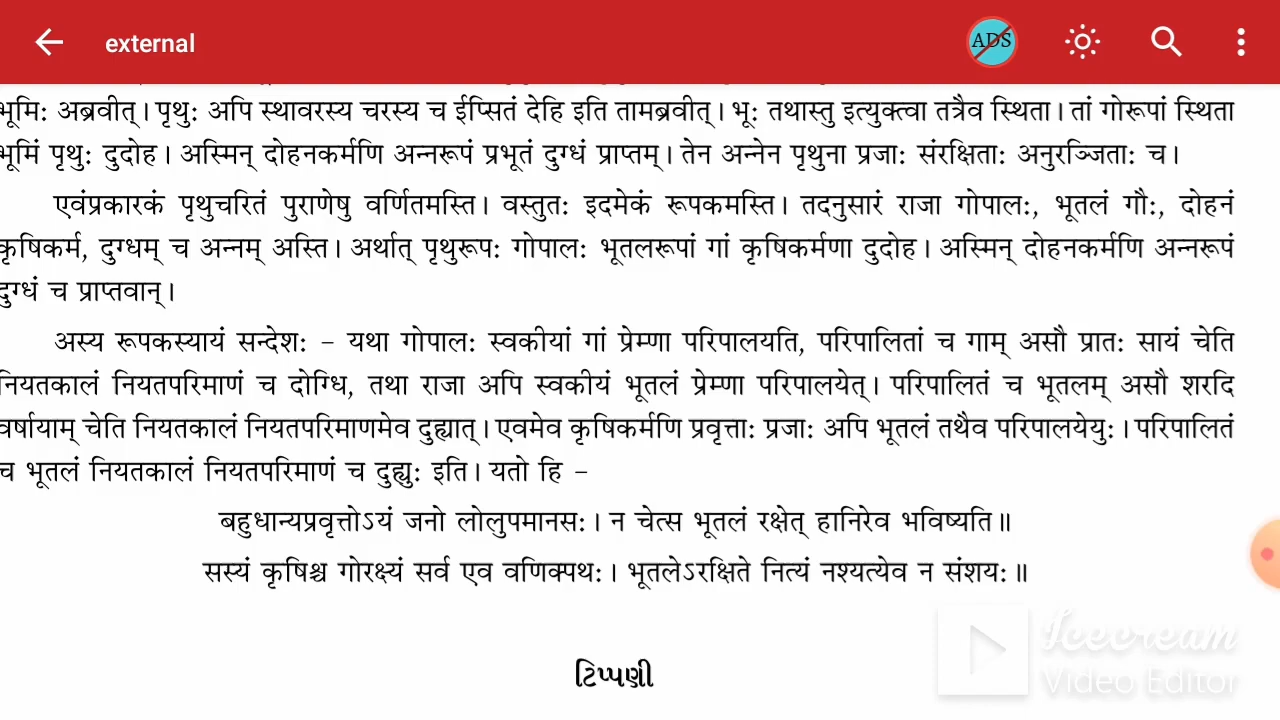 external
ADS
भूमिः अब्रवीत्। पृथुः अपि स्थावरस्य चरस्य च ईप्सितं देहि इति तामब्रवीत्। भूः तथास्तु इत्युक्त्वा तत्रैव स्थिता। तां गोरूपां स्थिता
भूमिं पृथुः दुदोह। अस्मिन् दोहनकर्मणि अन्नरूपं प्रभूतं दुग्धं प्राप्तम्। तेन अन्नेन पृथुना प्रजाः संरक्षिताः अनुरञ्जिताः च।
एवंप्रकारकं पृथुचरितं पुराणेषु वर्णितमस्ति। वस्तुतः इदमेकं रूपकमस्ति। तदनुसारं राजा गोपालः, भूतलं गौः, दोहनं
कृषिकर्म, दुग्धम् च अन्नम् अस्ति। अर्थात् पृथुरूपः गोपालः भूतलरूपां गां कृषिकर्मणा दुदोह। अस्मिन् दोहनकर्मणि अन्नरूपं
दुग्धं च प्राप्तवान्।
अस्य रूपकस्यायं सन्देशः – यथा गोपालः स्वकीयां गां प्रेम्णा परिपालयति, परिपालितां च गाम् असौ प्रातः सायं चेति
नियतकालं नियतपरिमाणं च दोग्धि, तथा राजा अपि स्वकीयं भूतलं प्रेम्णा परिपालयेत्। परिपालितं च भूतलम् असौ शरदि
वर्षायाम् चेति नियतकालं नियतपरिमाणमेव दुह्यात्। एवमेव कृषिकर्मणि प्रवृत्ताः प्रजाः अपि भूतलं तथैव परिपालयेयुः। परिपालितं
च भूतलं नियतकालं नियतपरिमाणं च दुह्युः इति। यतो हि –
बहुधान्यप्रवृत्तोऽयं जनो लोलुपमानसः। न चेत्स भूतलं रक्षेत् हानिरेव भविष्यति॥
सस्यं कृषिश्च गोरक्ष्यं सर्व एव वणिक्पथः। भूतलेऽरक्षिते नित्यं नश्यत्येव न संशयः॥
ટિપ્પણી
Icecream
Video Editor